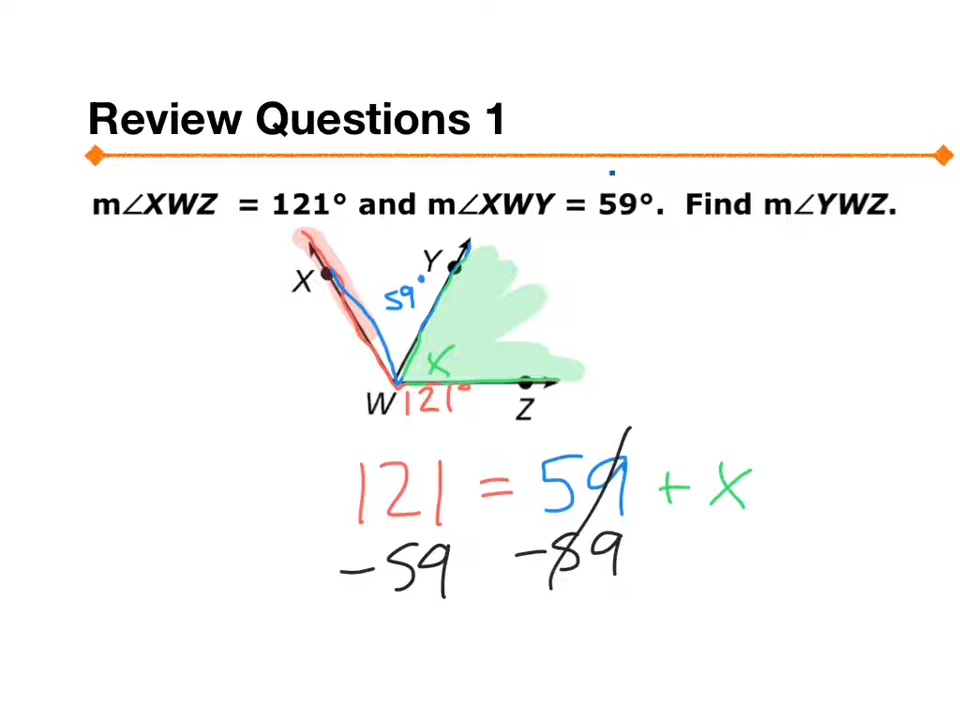 Review Questions 1
m∠XWZ = 121° and m∠XWY = 59°. Find m∠YWZ.
X
Y
59°
x
W
121°
Z
121 = 59 + x
-59 -59